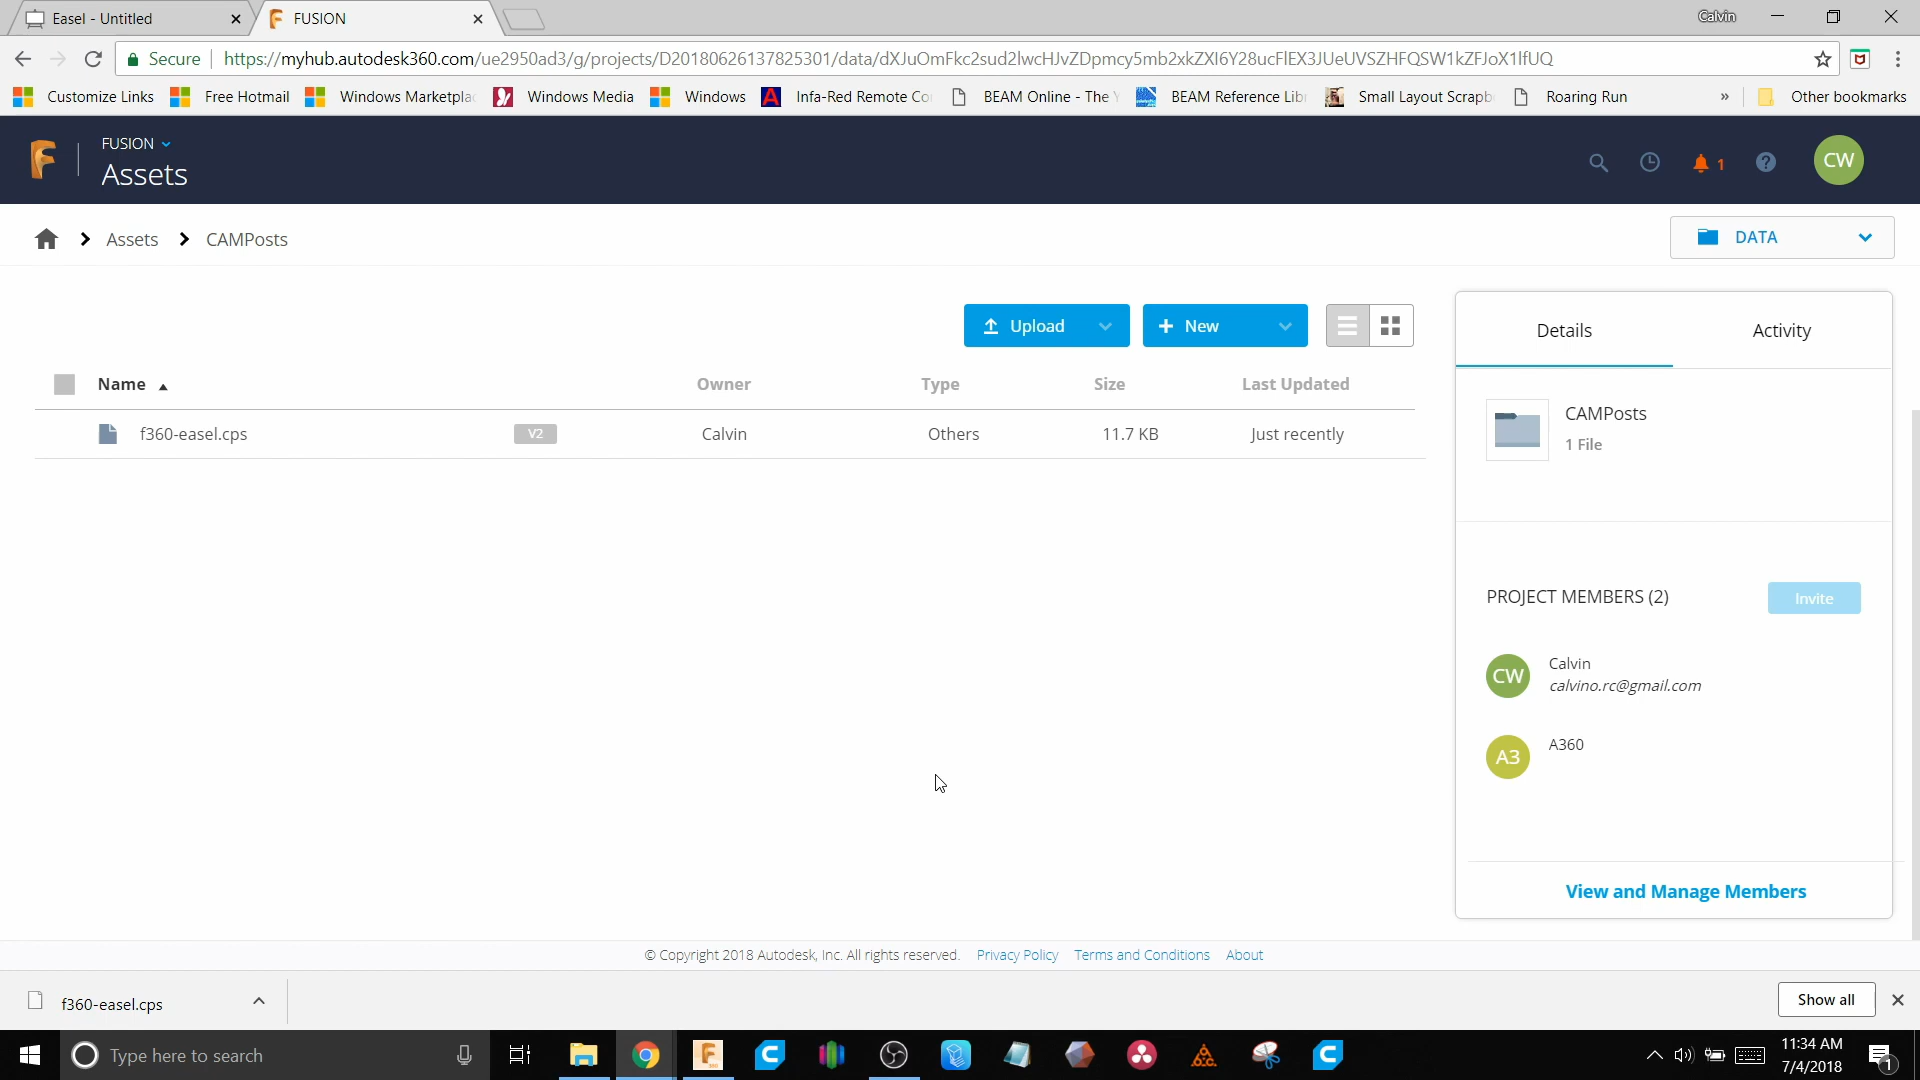 Easel - Untitled
FUSION
Calvin
Secure
https://myhub.autodesk360.com/ue2950ad3/g/projects/D20180626137825301/data/dXJuOmFkc2sud2lwcHJvZDpmcy5mb2xkZXI6Y28ucFlEX3JUeUVSZHFQSW1kZFJoX1lfUQ
Customize Links
Free Hotmail
Windows Marketpla
Windows Media
Windows
Infa-Red Remote Co
BEAM Online - The Y
BEAM Reference Lib
Small Layout Scrapb
Roaring Run
»
Other bookmarks
FUSION
Assets
1
CW
Assets
CAMPosts
DATA
Upload
New
Details
Activity
Name
Owner
Type
Size
Last Updated
f360-easel.cps
V2
Calvin
Others
11.7 KB
Just recently
CAMPosts
1 File
PROJECT MEMBERS (2)
Invite
CW
Calvin
calvino.rc@gmail.com
A3
A360
View and Manage Members
© Copyright 2018 Autodesk, Inc. All rights reserved.
Privacy Policy
Terms and Conditions
About
f360-easel.cps
Show all
Type here to search
11:34 AM
7/4/2018
1